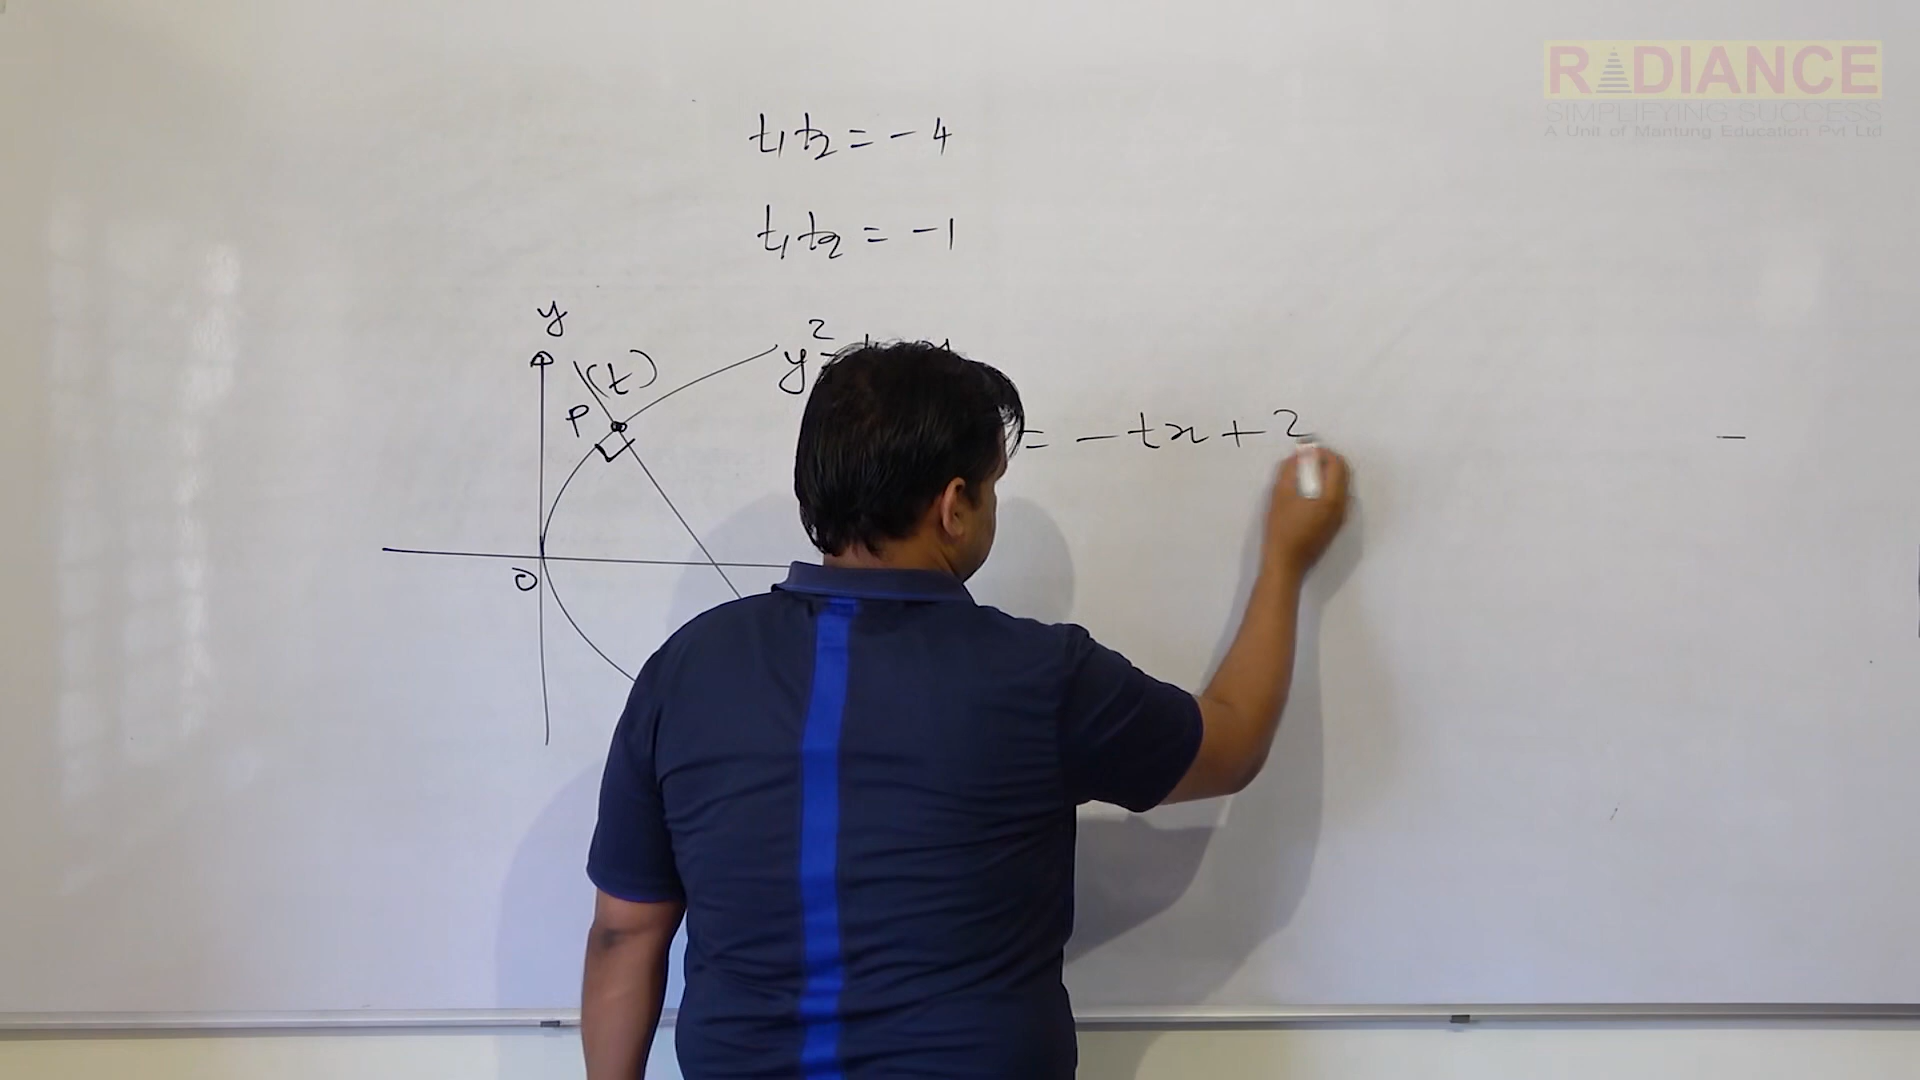 RADIANCE
SIMPLIFYING SUCCESS
A Unit of Mantung Education Pvt Ltd
t₁t₂ = -4
t₁t₂ = -1
y
(t)
y²
P
= -tx + 2
-
O